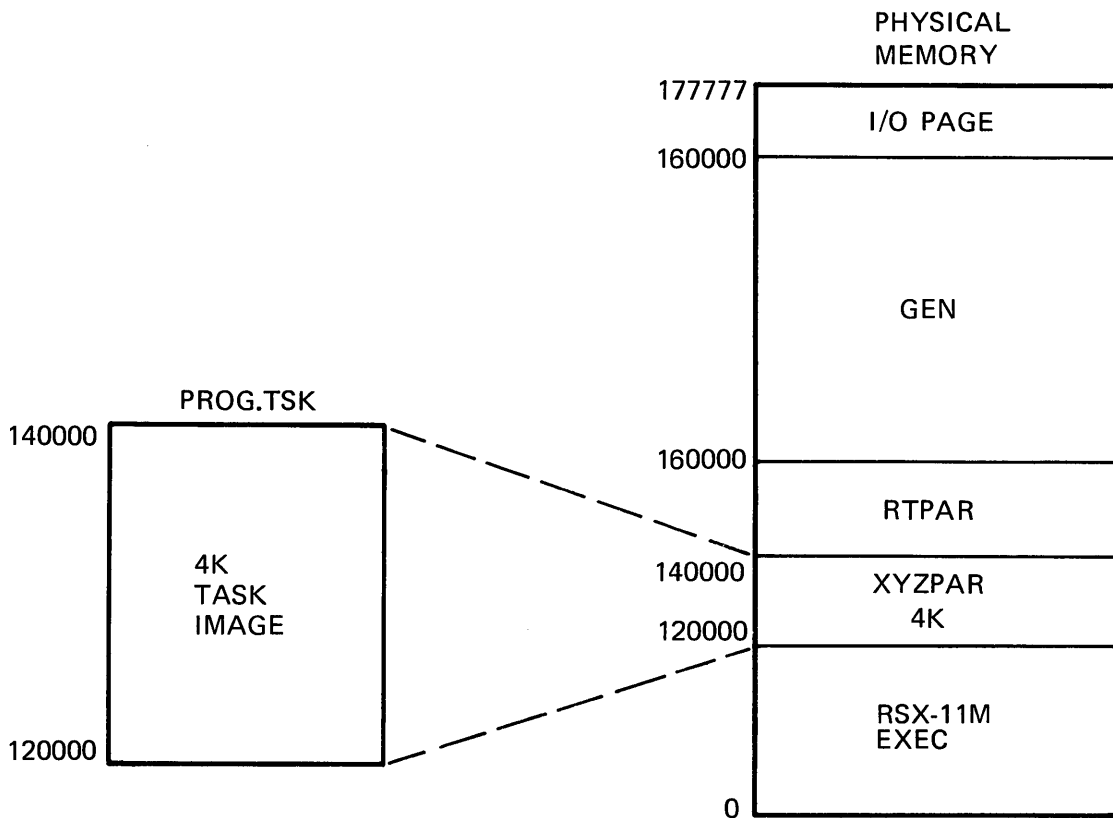 PHYSICAL
MEMORY
177777
I/O PAGE
160000
GEN
PROG.TSK
140000
160000
RTPAR
4K
TASK
IMAGE
140000
XYZPAR
4K
120000
RSX-11M
EXEC
120000
0